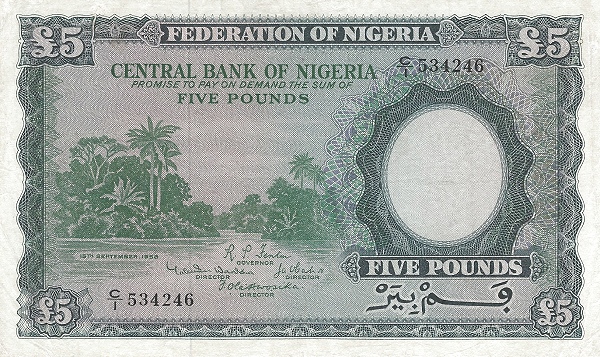 £5 FEDERATION OF NIGERIA £5
CENTRAL BANK OF NIGERIA
C/1 534246
PROMISE TO PAY ON DEMAND THE SUM OF
FIVE POUNDS
15TH SEPTEMBER, 1958
GOVERNOR
DIRECTOR DIRECTOR
DIRECTOR
FIVE POUNDS
£5 C/1 534246 £5